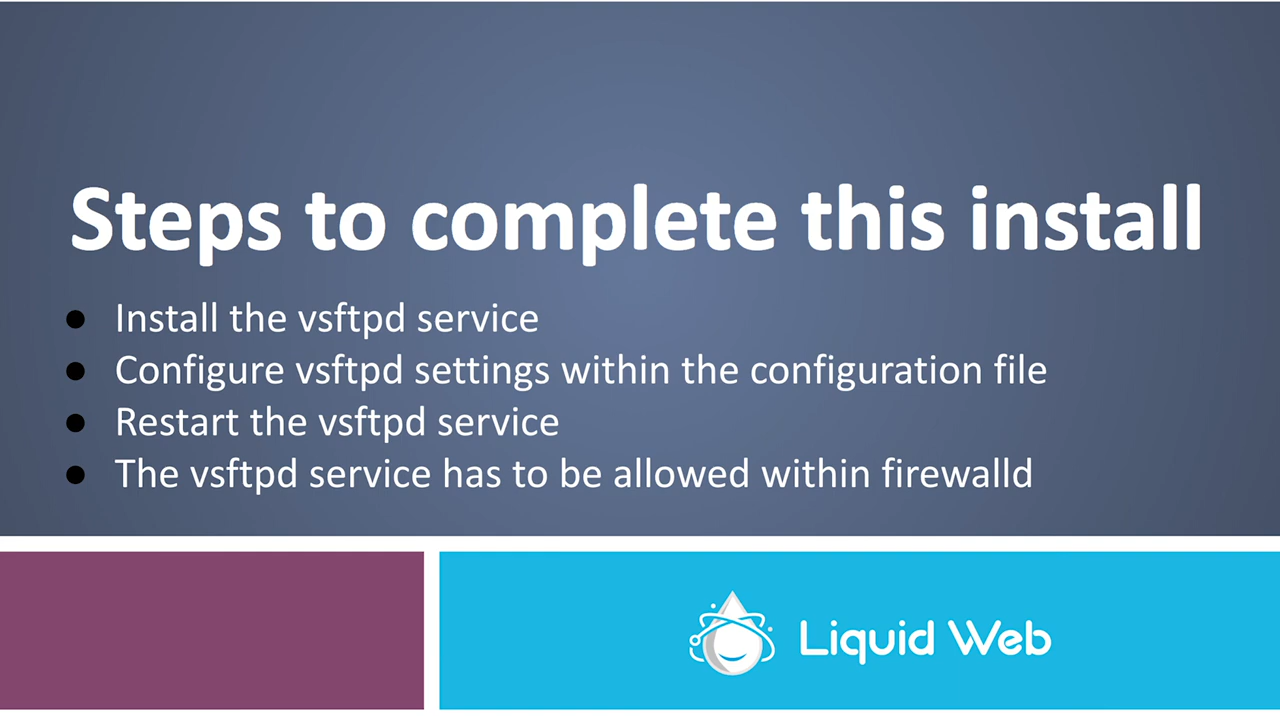 Steps to complete this install
● Install the vsftpd service
● Configure vsftpd settings within the configuration file
● Restart the vsftpd service
● The vsftpd service has to be allowed within firewalld
Liquid Web